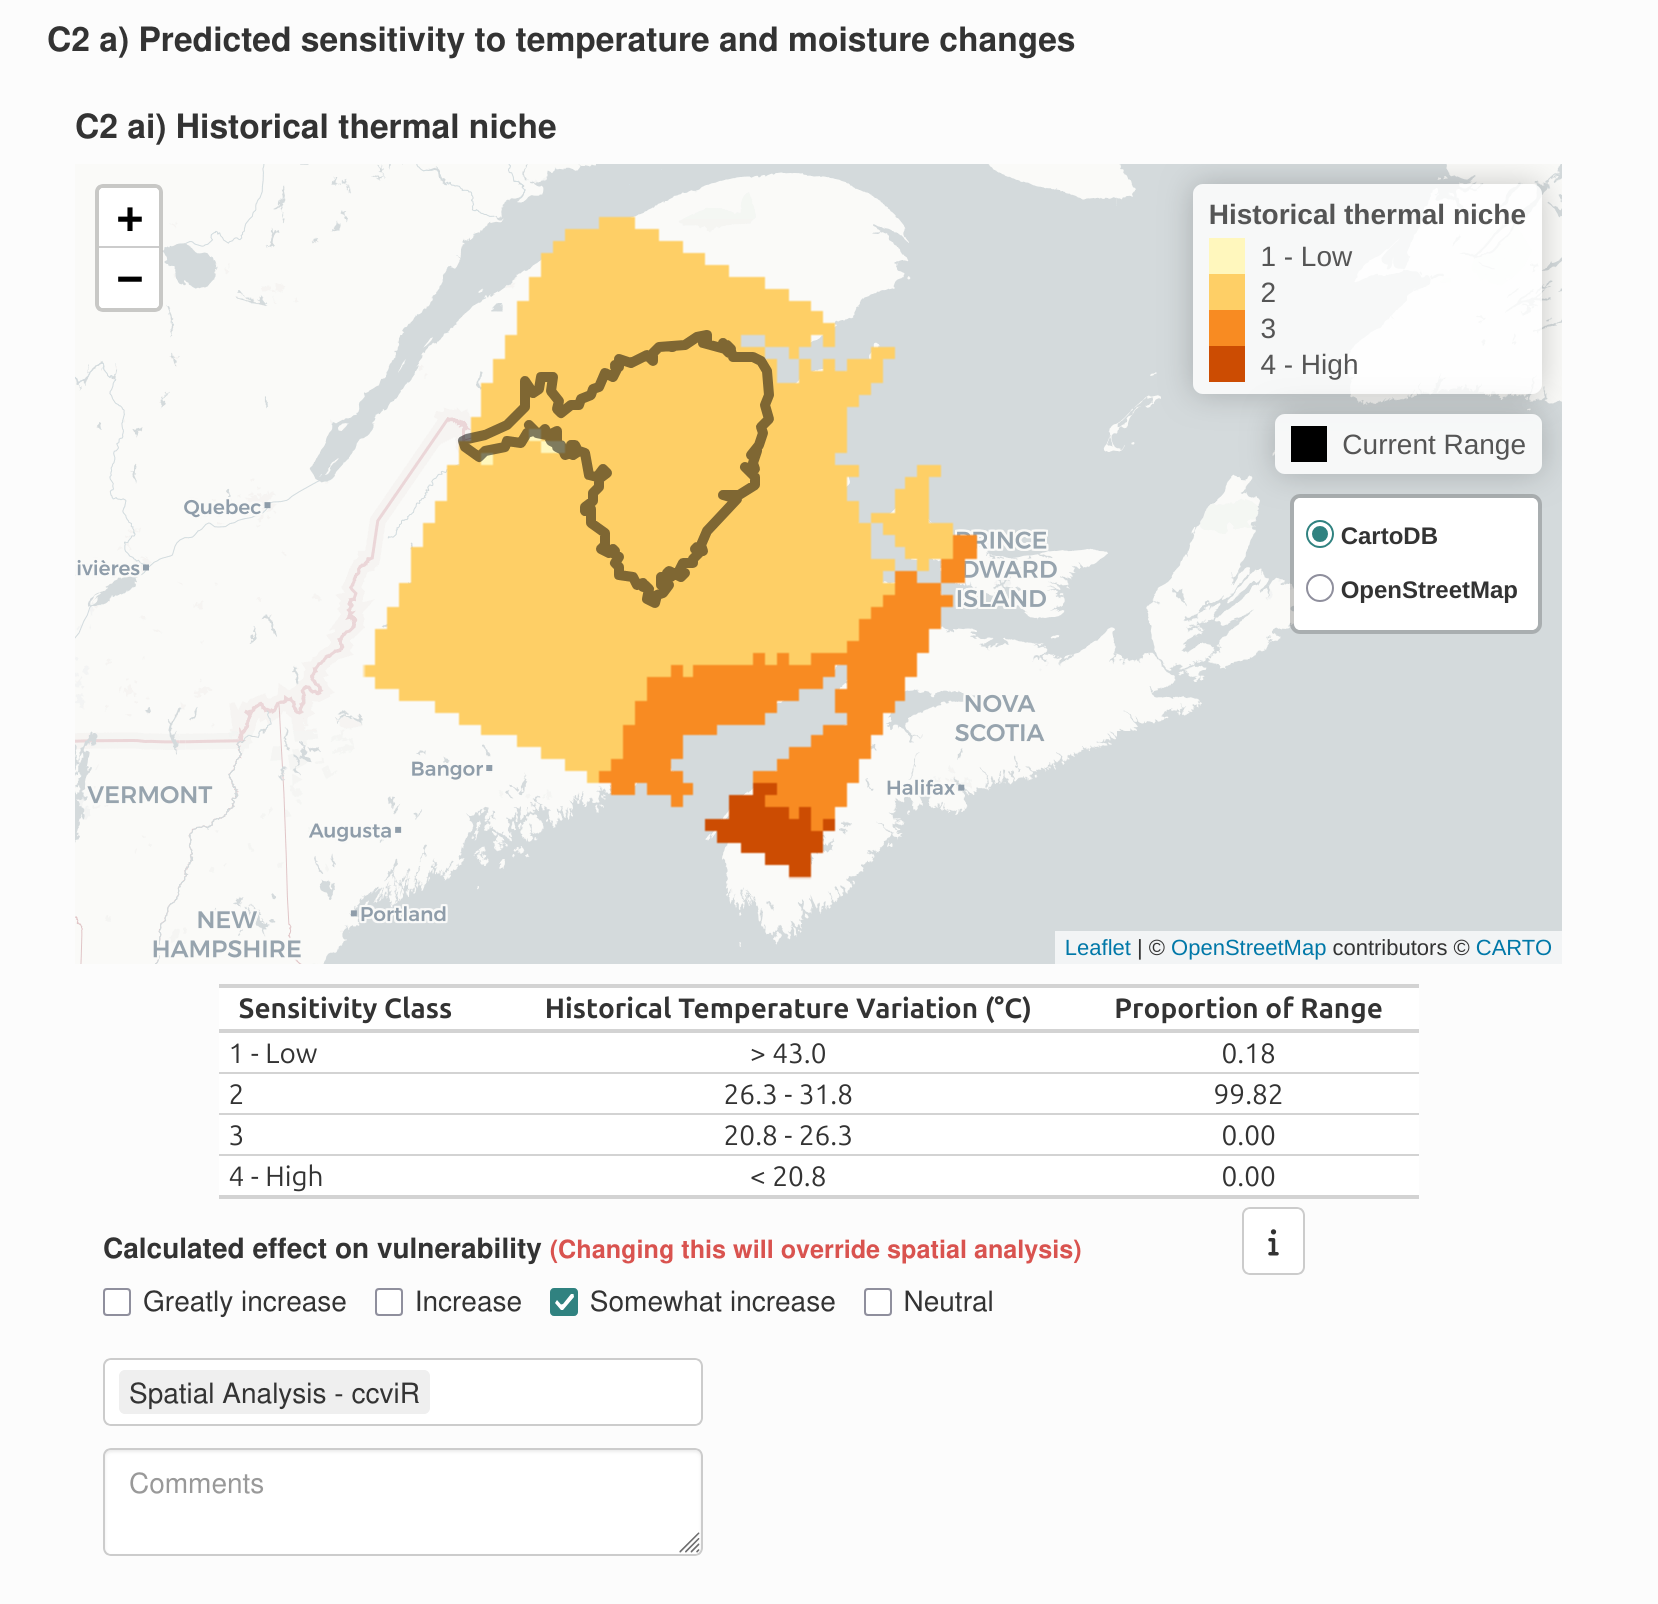 C2 a) Predicted sensitivity to temperature and moisture changes
C2 ai) Historical thermal niche
+
−
Historical thermal niche
1 - Low
2
3
4 - High
Current Range
CartoDB
OpenStreetMap
Quebec
ivières
PRINCE
DWARD
ISLAND
NOVA
SCOTIA
Bangor
Halifax
VERMONT
Augusta
Portland
NEW
HAMPSHIRE
Leaflet | © OpenStreetMap contributors © CARTO
Sensitivity Class Historical Temperature Variation (°C) Proportion of Range
1 - Low > 43.0 0.18
2 26.3 - 31.8 99.82
3 20.8 - 26.3 0.00
4 - High < 20.8 0.00
Calculated effect on vulnerability (Changing this will override spatial analysis)
i
Greatly increase Increase Somewhat increase Neutral
Spatial Analysis - ccviR
Comments